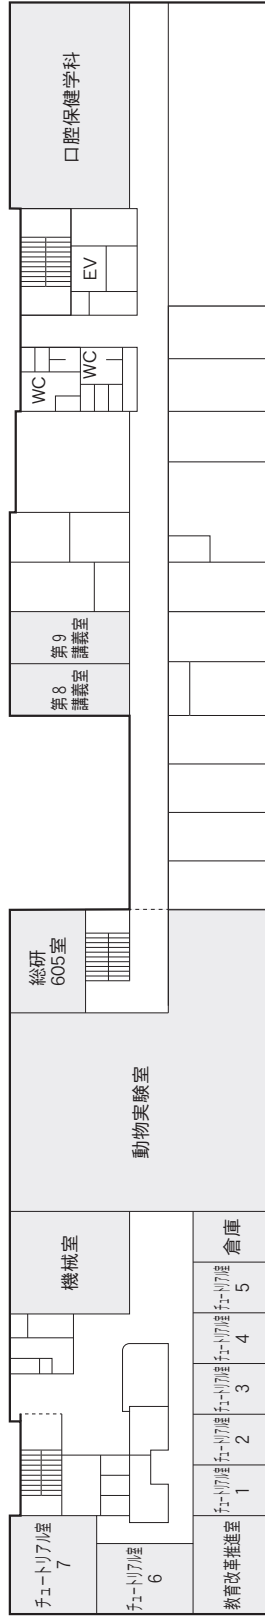 口腔保健学科
EV
WC
WC
第9
講義室
第8
講義室
総研
605室
動物実験室
機械室
倉庫
チュートリアル室
5
チュートリアル室
4
チュートリアル室
3
チュートリアル室
2
チュートリアル室
1
教育改革推進室
チュートリアル室
7
チュートリアル室
6